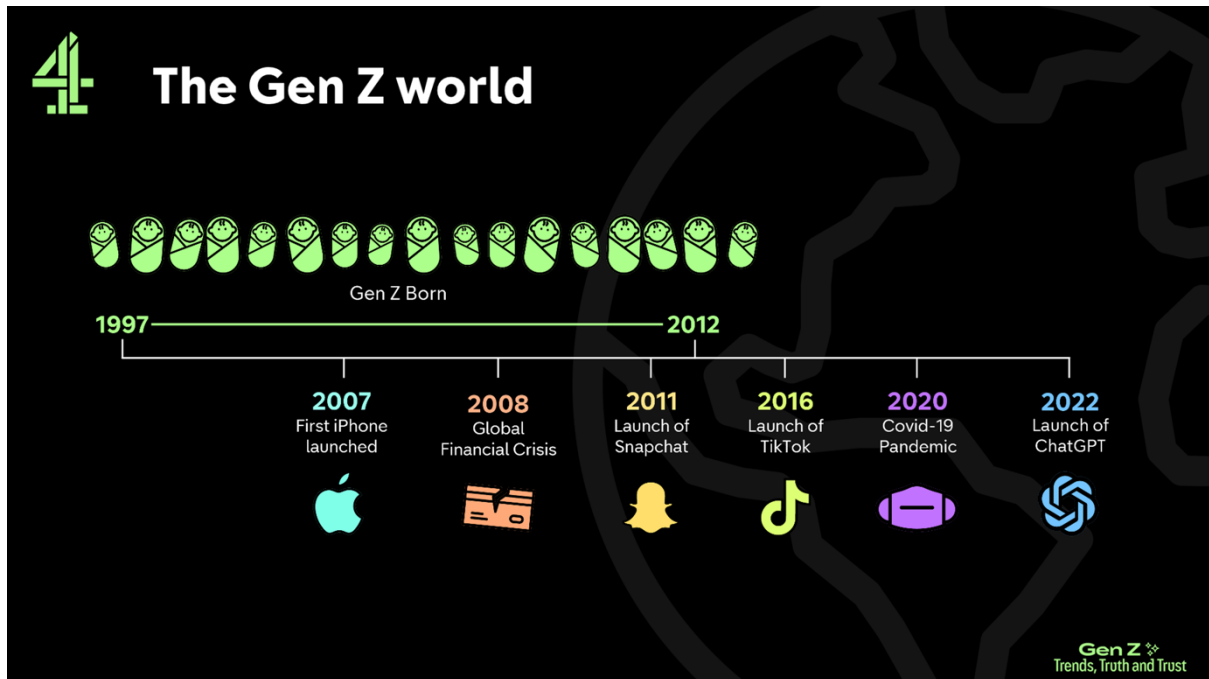 The Gen Z world
Gen Z Born
1997
2012
2007
First iPhone
launched
2008
Global
Financial Crisis
2011
Launch of
Snapchat
2016
Launch of
TikTok
2020
Covid-19
Pandemic
2022
Launch of
ChatGPT
Gen Z
Trends, Truth and Trust